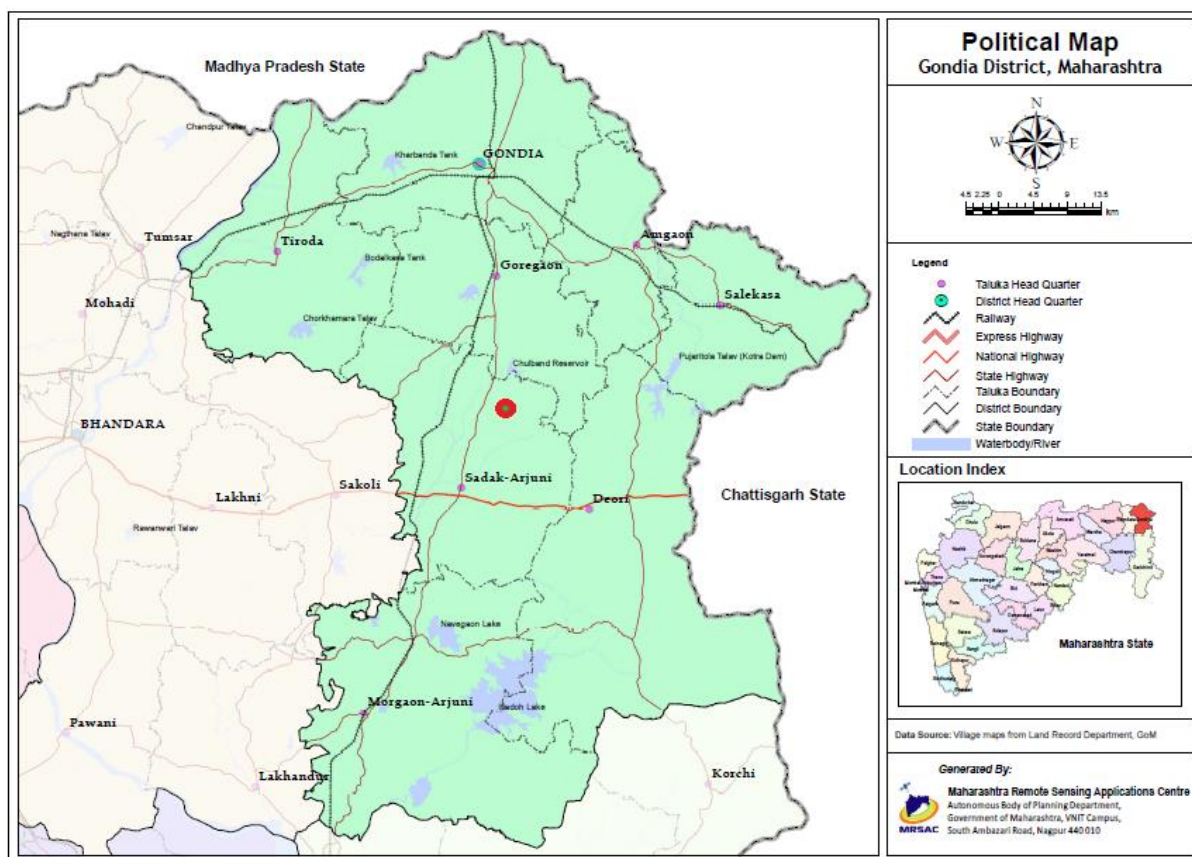 Madhya Pradesh State
Chandpur Talav
Kharbanda Tank
GONDIA
Nagthana Talav
Tumsar
Tiroda
Bodalkasa Tank
Amgaon
Goregaon
Salekasa
Mohadi
Chorkhamara Talav
Chulband Reservoir
Pujaritola Talav (Kotra Dam)
BHANDARA
Sadak-Arjuni
Sakoli
Lakhni
Deori
Chattisgarh State
Rawanwari Talav
Navegaon Lake
Morgaon-Arjuni
Pawani
Lakhandur
Korchi
Political Map
Gondia District, Maharashtra
N
W E
S
4.5 2.25 0 4.5 9 13.5
km
Legend
Taluka Head Quarter
District Head Quarter
Railway
Express Highway
National Highway
State Highway
Taluka Boundary
District Boundary
State Boundary
Waterbody/River
Location Index
Maharashtra State
Data Source: Village maps from Land Record Department, GoM
Generated By:
Maharashtra Remote Sensing Applications Centre
Autonomous Body of Planning Department,
Government of Maharashtra, VNIT Campus,
South Ambazari Road, Nagpur 440 010
MRSAC